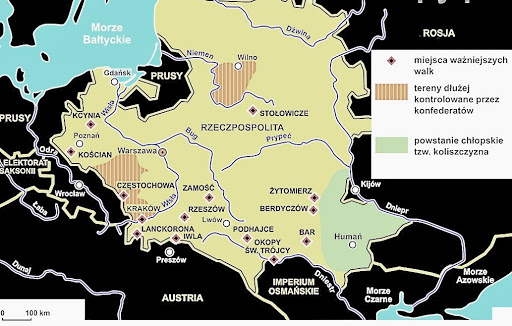 Morze
Bałtyckie
Dźwina
ROSJA
Niemen
Wilno
Gdańsk
PRUSY
miejsca ważniejszych
walk
tereny dłużej
kontrolowane przez
konfederatów
powstanie chłopskie
tzw. koliszczyzna
STOŁOWICZE
Wisła
PRUSY
KCYNIA
RZECZPOSPOLITA
Poznań
Bug
Prypeć
Odra
KOŚCIAN
Warszawa
ELEKTORAT
SAKSONII
Wrocław
CZĘSTOCHOWA
Wisła
ZAMOŚĆ
ŻYTOMIERZ
Kijów
Łaba
KRAKÓW
RZESZÓW
BERDYCZÓW
Dniepr
Lwów
LANCKORONA
IWLA
PODHAJCE
BAR
Humań
OKOPY
ŚW. TRÓJCY
Preszów
Dunaj
IMPERIUM
OSMAŃSKIE
Dniestr
Morze
Azowskie
Morze
Czarne
AUSTRIA
0 100 km